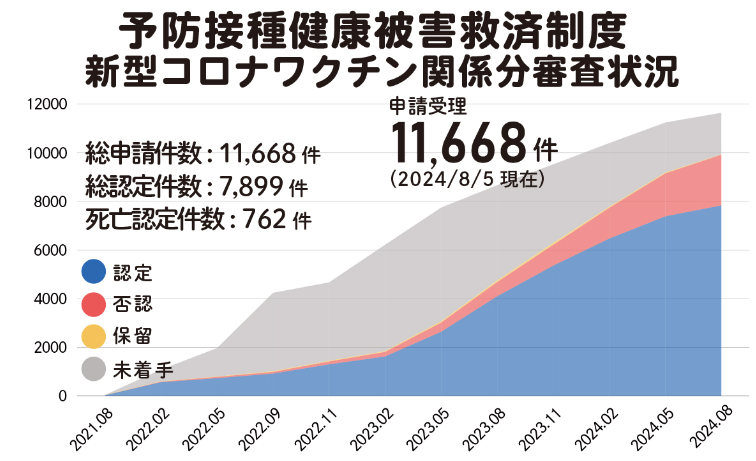 予防接種健康被害救済制度
新型コロナワクチン関係分審査状況
申請受理
11,668 件
(2024/8/5 現在)
総申請件数 : 11,668 件
総認定件数 : 7,899 件
死亡認定件数 : 762 件
認定
否認
保留
未着手
12000
10000
8000
6000
4000
2000
0
2021.08
2022.02
2022.05
2022.09
2022.11
2023.02
2023.05
2023.08
2023.11
2024.02
2024.05
2024.08